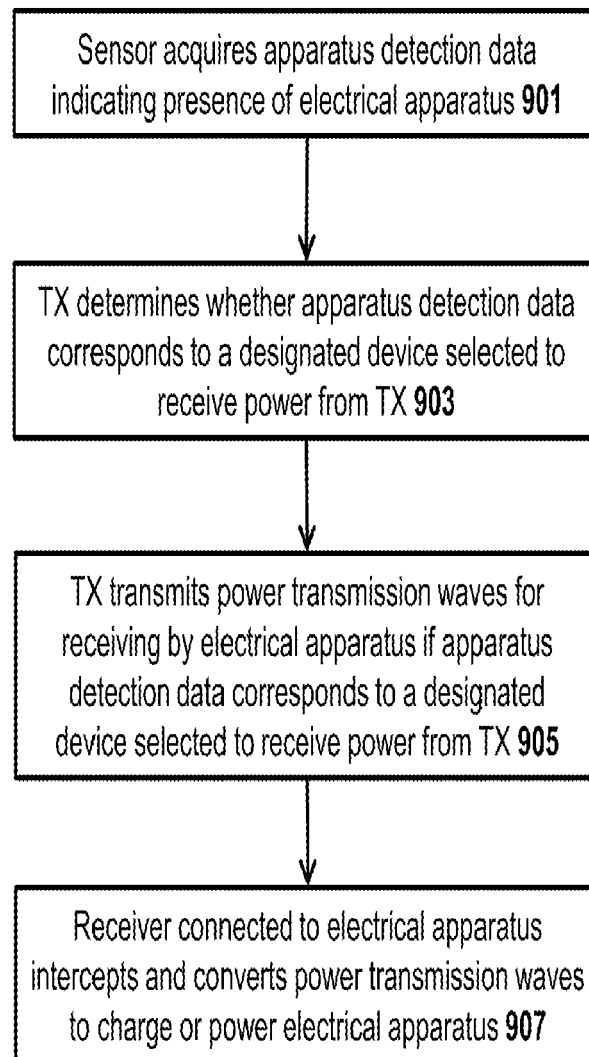 Sensor acquires apparatus detection data
indicating presence of electrical apparatus 901
TX determines whether apparatus detection data
corresponds to a designated device selected to
receive power from TX 903
TX transmits power transmission waves for
receiving by electrical apparatus if apparatus
detection data corresponds to a designated
device selected to receive power from TX 905
Receiver connected to electrical apparatus
intercepts and converts power transmission waves
to charge or power electrical apparatus 907